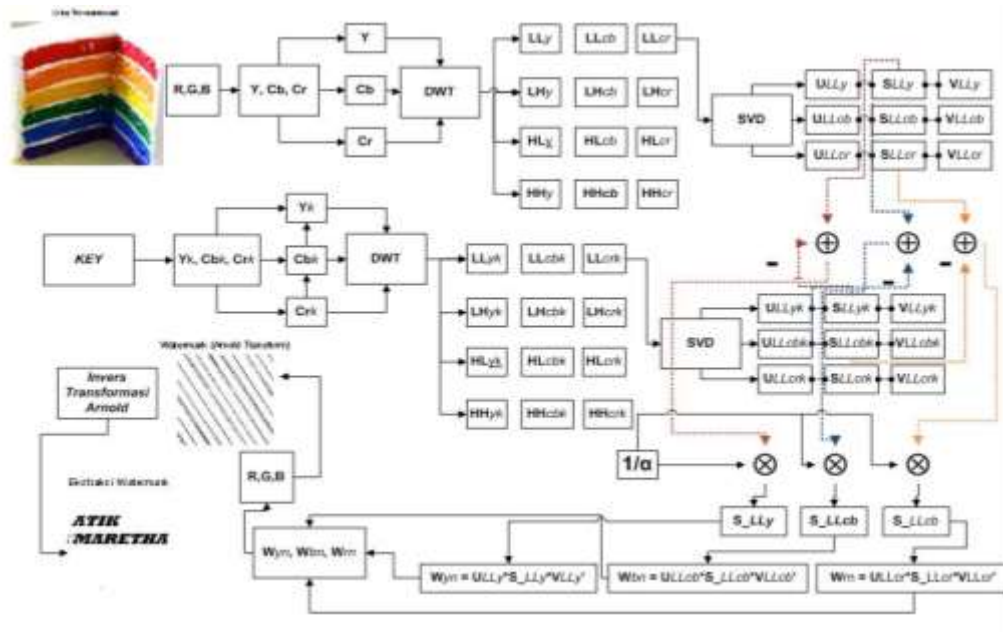 R,G,B
Y, Cb, Cr
Y
Cb
Cr
DWT
LLy LLcb LLcr
LHy LHcb LHcr
HLy HLcb HLcr
HHy HHcb HHcr
SVD
ULLy SLLy VLLy
ULLcb SLLcb VLLcb
ULLcr SLLcr VLLcr
KEY
Yk, Cbk, Crk
Yk
Cbk
Crk
DWT
LLyk LLcbk LLcrk
LHyk LHcbk LHcrk
HLyk HLcbk HLcrk
HHyk HHcbk HHcrk
- - -
SVD
ULLyk SLLyk VLLyk
ULLcbk SLLcbk VLLcbk
ULLcrk SLLcrk VLLcrk
Watermark (Arnold Transform)
Invers
Transformasi
Arnold
1/α
R,G,B
Ekstraksi Watermark
ATIK
MARETHA
S_LLy S_LLcb S_LLcb
Wyn, Wbn, Wrn
Wyn = ULLy*S_LLy*VLLy'
Wbn = ULLcb*S_LLcb*VLLcb'
Wrn = ULLcr*S_LLcr*VLLcr'